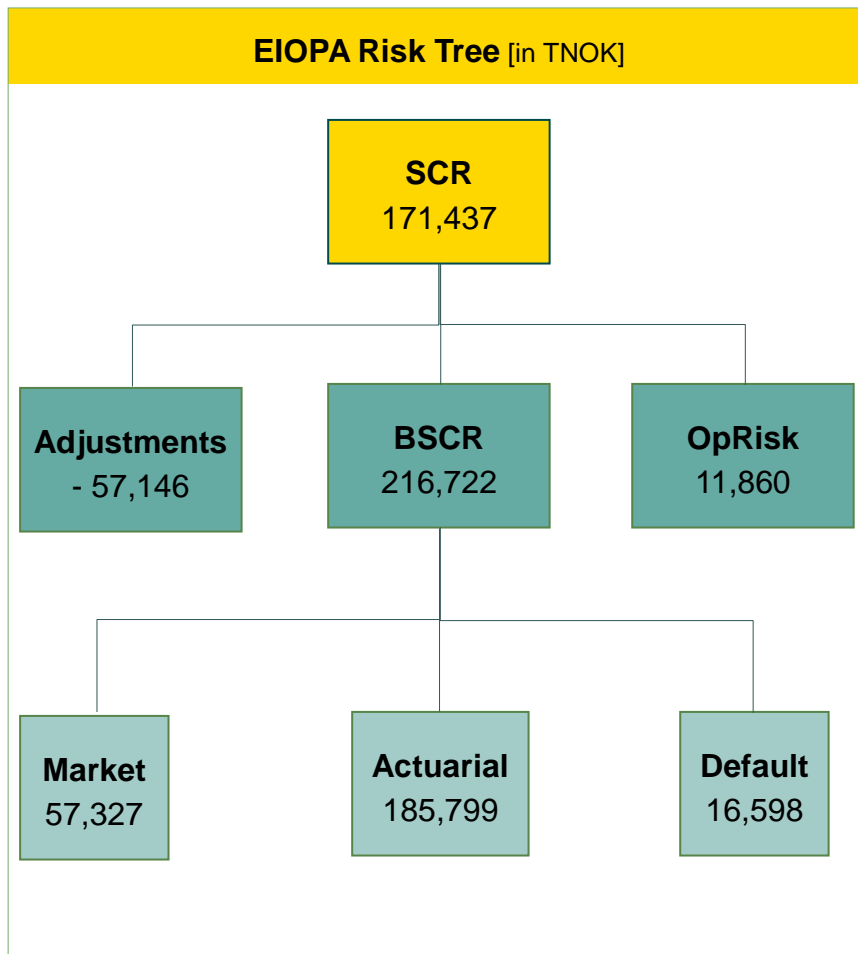 EIOPA Risk Tree [in TNOK]
SCR
171,437
Adjustments
- 57,146
BSCR
216,722
OpRisk
11,860
Market
57,327
Actuarial
185,799
Default
16,598